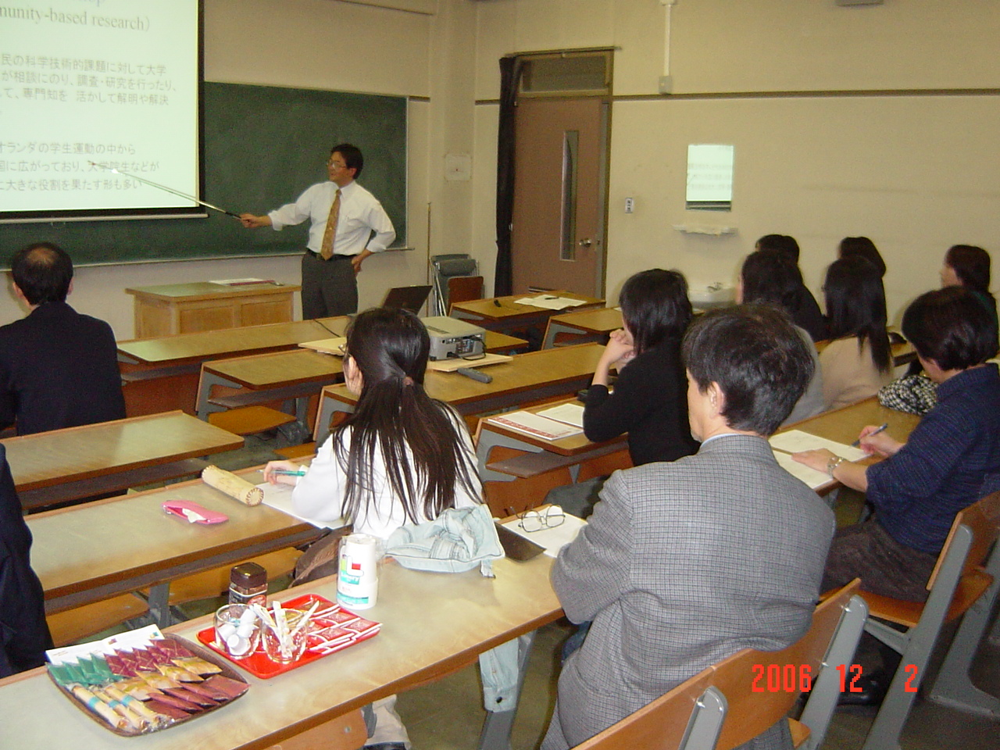 munity-based research）
民の科学技術的課題に対して大学
が相談にのり、調査・研究を行ったり、
て、専門知を 活かして解明や解決
オランダの学生運動の中から
国に広がっており、大学院生などが
に大きな役割を果たす形も多い
2006 12 2